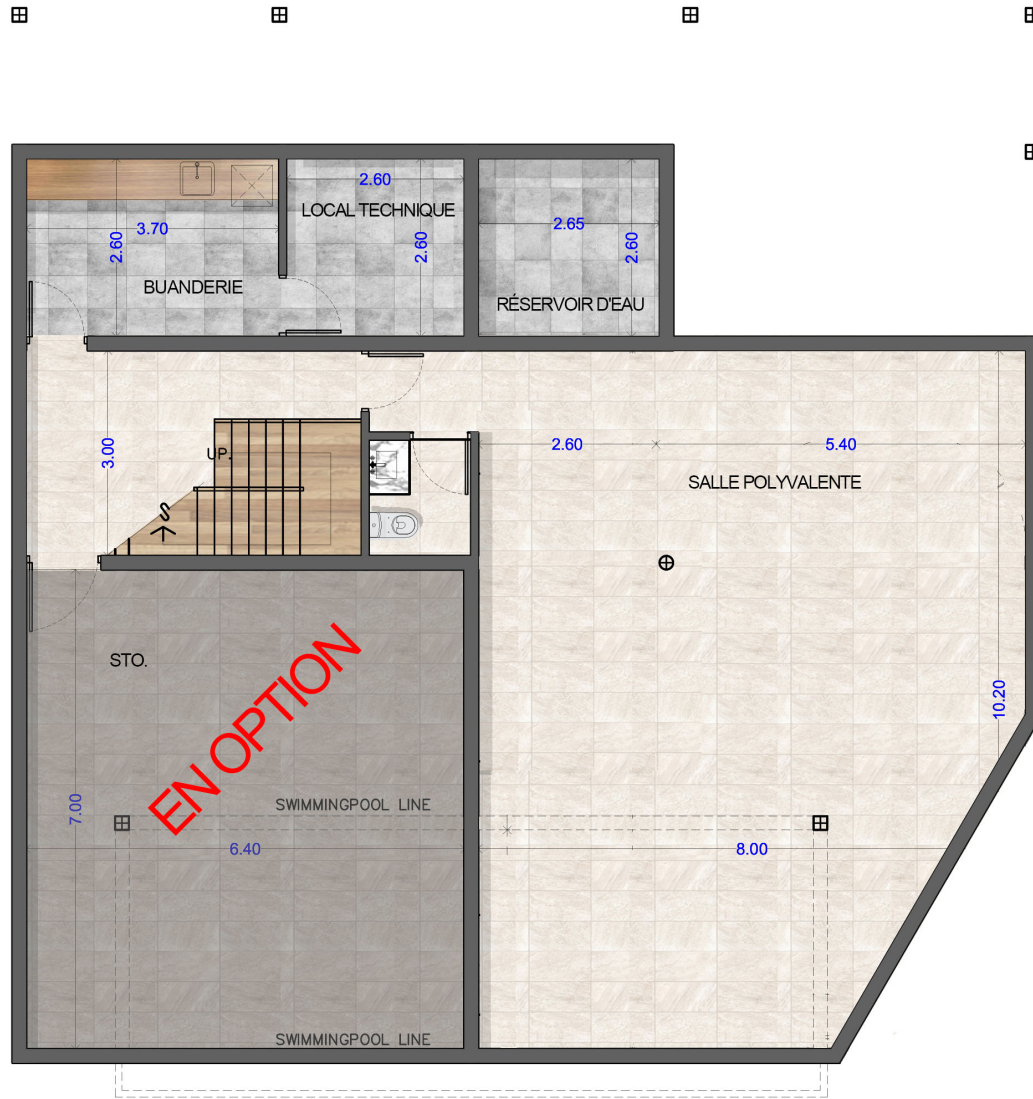 2.60
LOCAL TECHNIQUE
3.70
2.60
2.60
BUANDERIE
2.65
2.60
RÉSERVOIR D'EAU
3.00
UP.
S
2.60
5.40
SALLE POLYVALENTE
STO.
EN OPTION
10.20
7.00
SWIMMINGPOOL LINE
6.40
8.00
SWIMMINGPOOL LINE